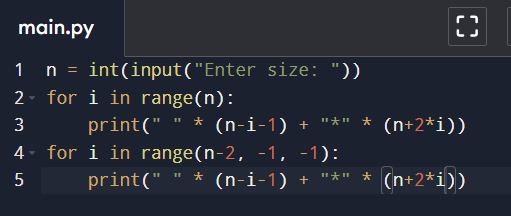 main.py
1 n = int(input("Enter size: "))
2 for i in range(n):
3     print(" " * (n-i-1) + "*" * (n+2*i))
4 for i in range(n-2, -1, -1):
5     print(" " * (n-i-1) + "*" * (n+2*i))